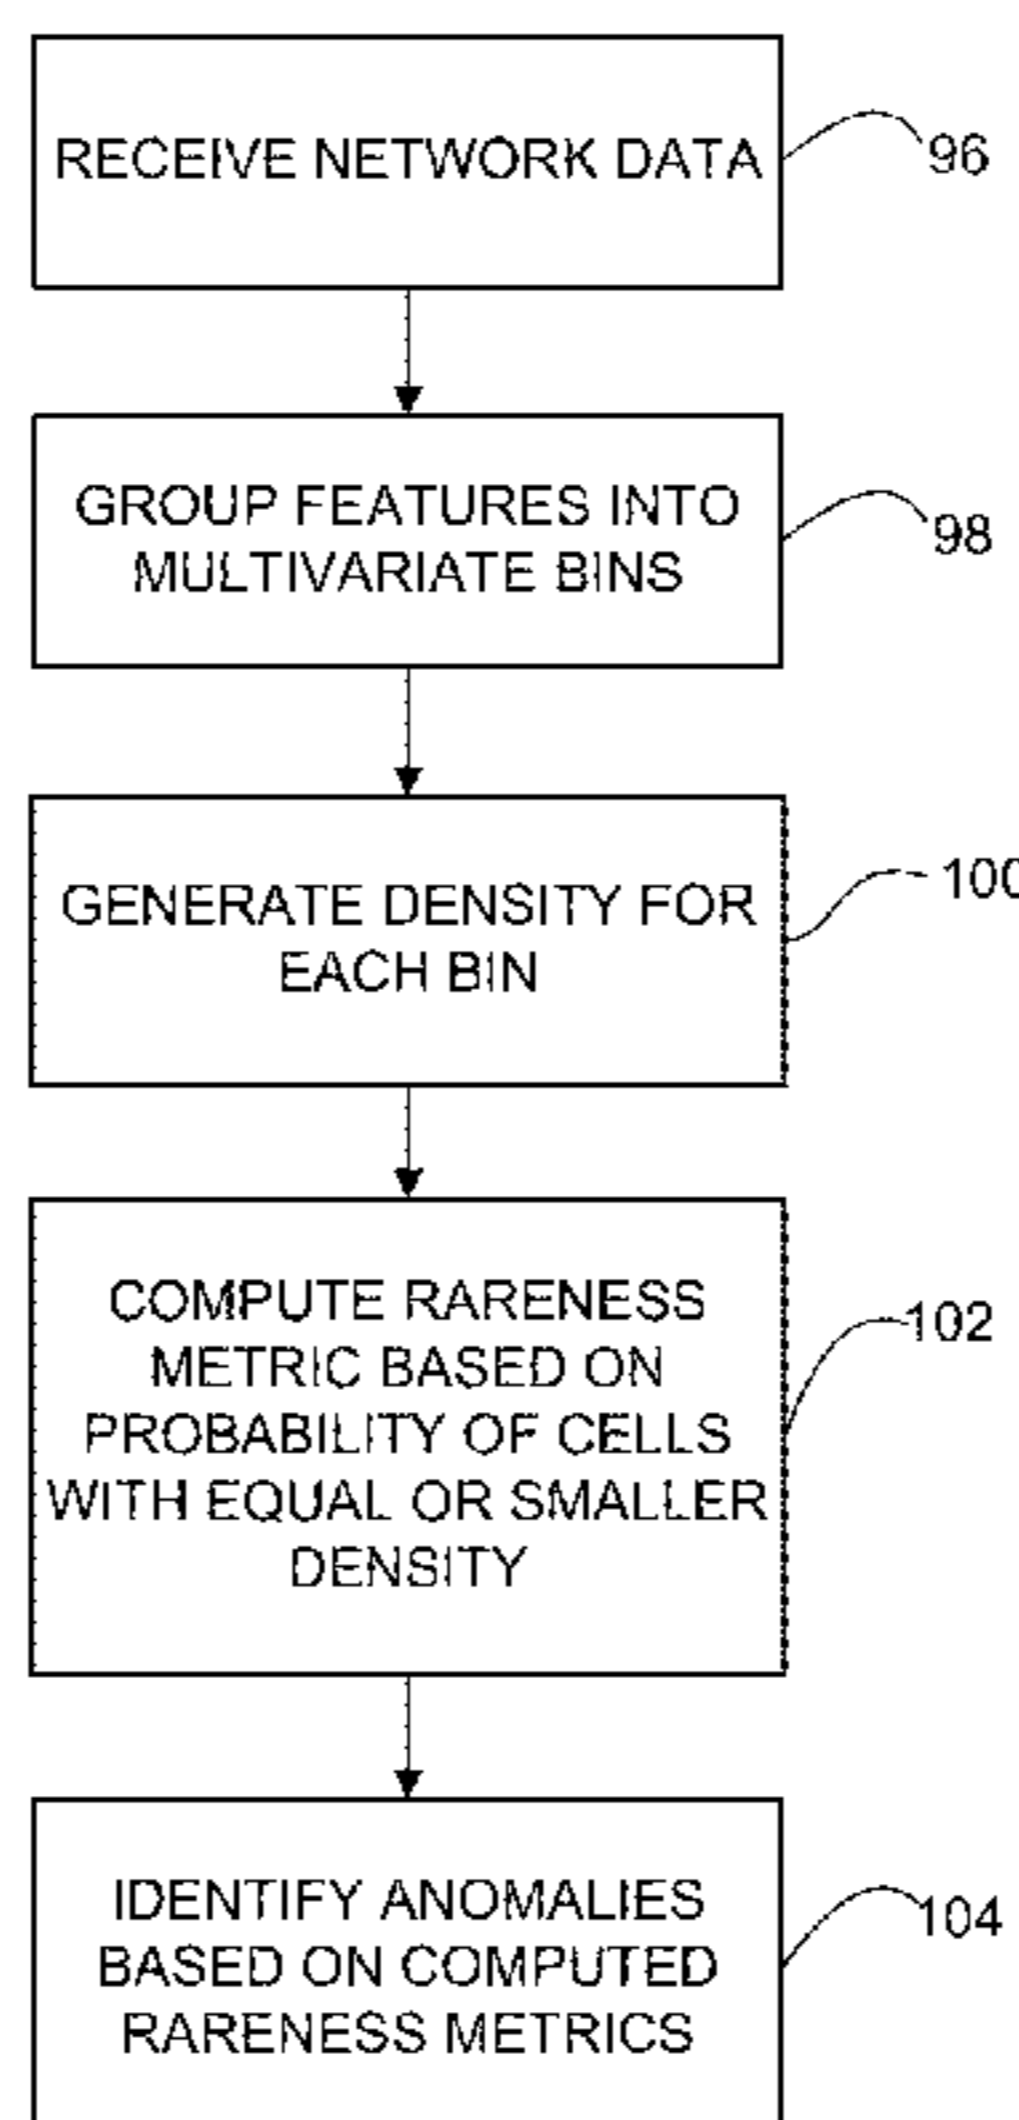 RECEIVE NETWORK DATA
96
GROUP FEATURES INTO
MULTIVARIATE BINS
98
GENERATE DENSITY FOR
EACH BIN
100
COMPUTE RARENESS
METRIC BASED ON
PROBABILITY OF CELLS
WITH EQUAL OR SMALLER
DENSITY
102
IDENTIFY ANOMALIES
BASED ON COMPUTED
RARENESS METRICS
104